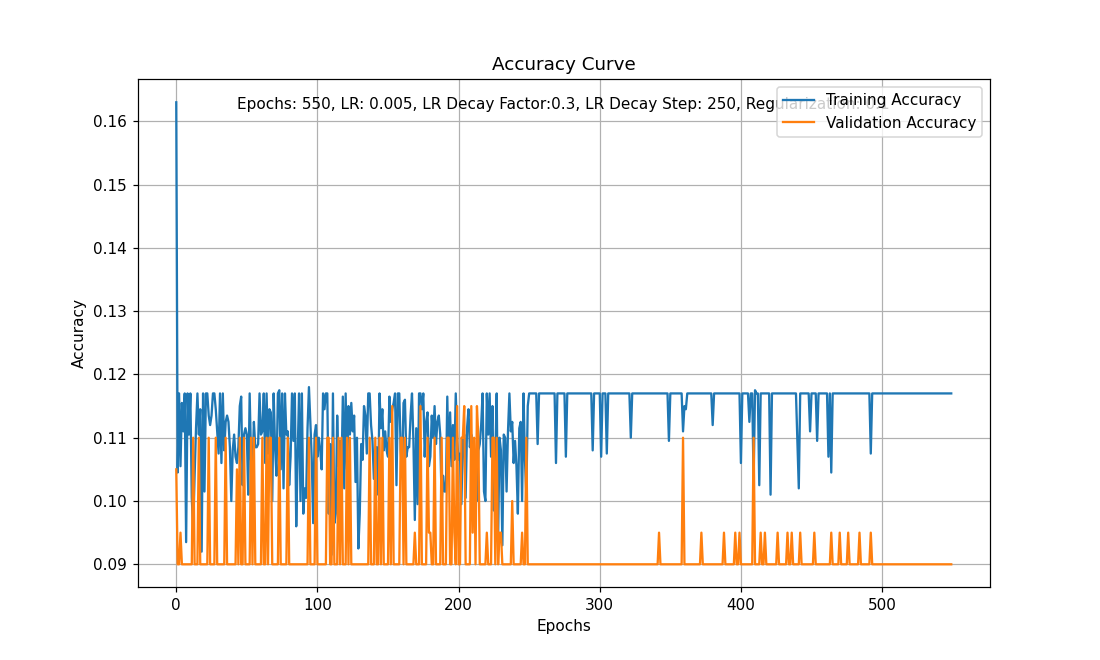 Accuracy Curve
Epochs: 550, LR: 0.005, LR Decay Factor:0.3, LR Decay Step: 250, Regularization:
Training Accuracy
Validation Accuracy
0.16
0.15
0.14
0.13
0.12
0.11
0.10
0.09
Accuracy
0
100
200
300
400
500
Epochs